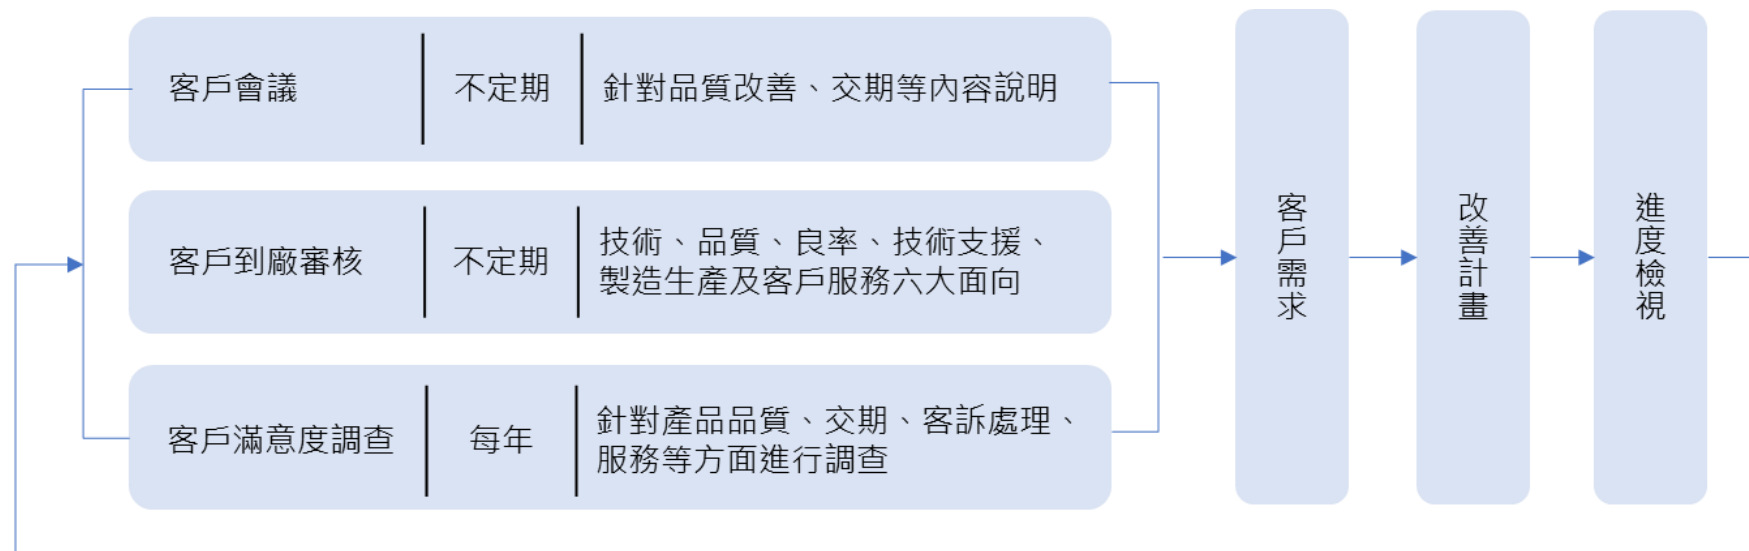 客戶會議
不定期
針對品質改善、交期等內容說明
客戶到廠審核
不定期
技術、品質、良率、技術支援、
製造生產及客戶服務六大面向
客戶滿意度調查
每年
針對產品品質、交期、客訴處理、
服務等方面進行調查
客戶需求
改善計畫
進度檢視